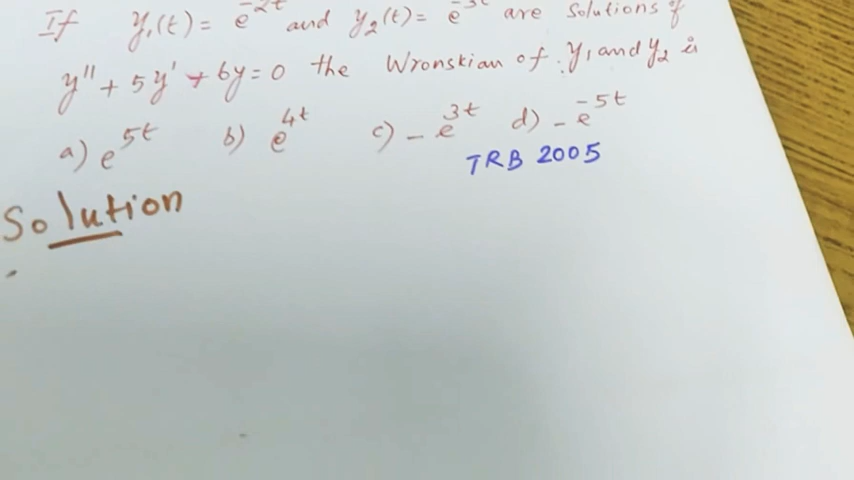 If y₁(t) = e^-2t and y₂(t) = e^-3t are solutions of
y'' + 5y' + 6y = 0 the Wronskian of y₁ and y₂ is
a) e^5t b) e^4t c) - e^3t d) - e^-5t
TRB 2005
Solution